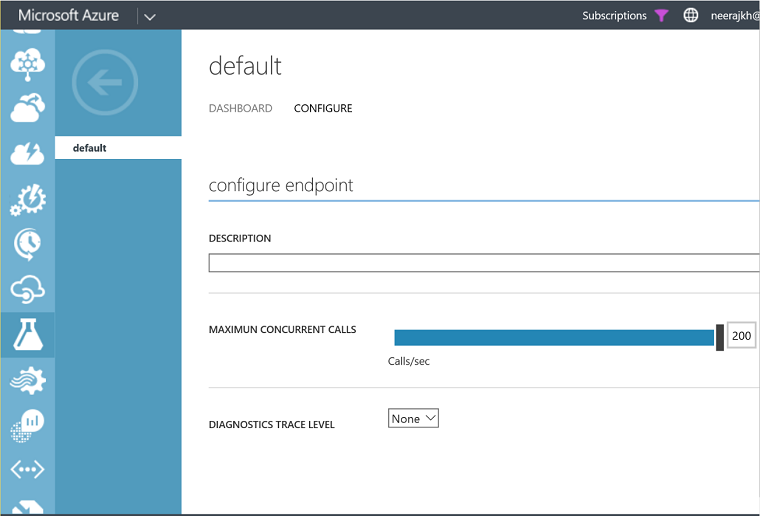 Microsoft Azure
Subscriptions
neerajkh@
default
DASHBOARD CONFIGURE
default
configure endpoint
DESCRIPTION
MAXIMUN CONCURRENT CALLS
200
Calls/sec
DIAGNOSTICS TRACE LEVEL
None